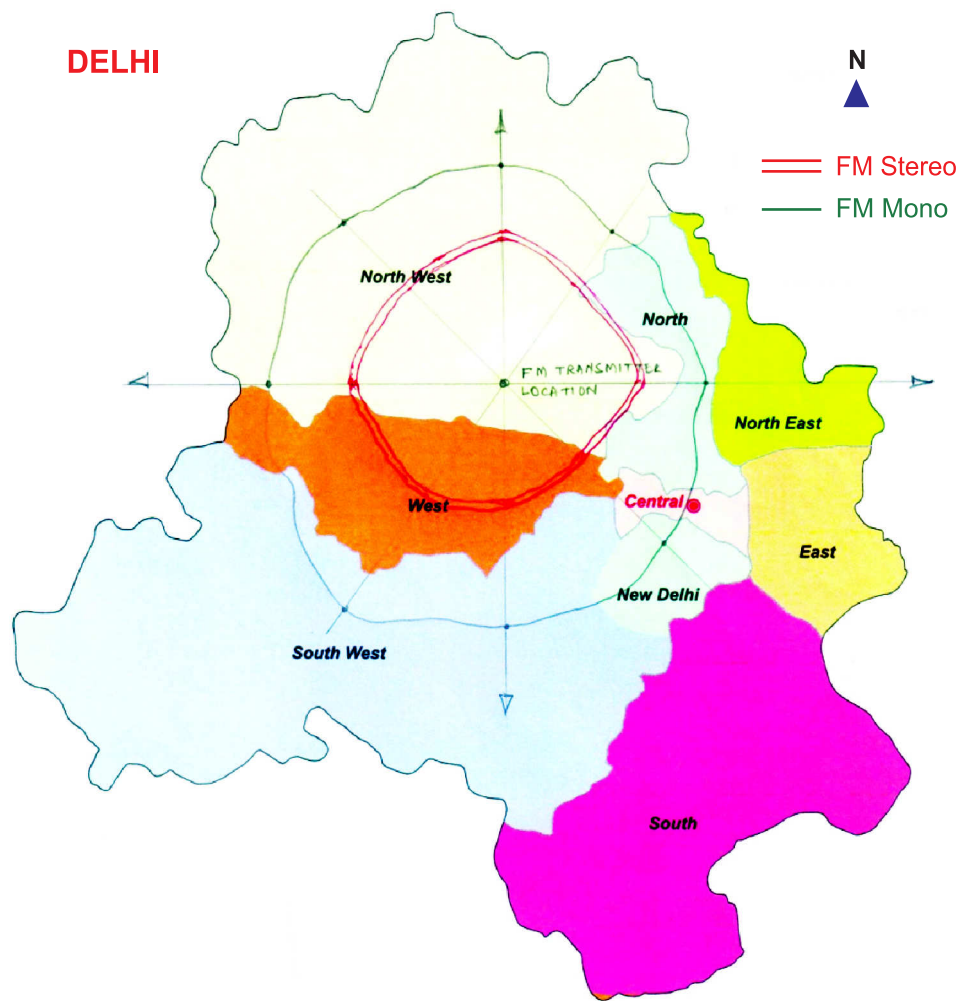 DELHI
N
FM Stereo
FM Mono
North West
North
FM TRANSMITTER
LOCATION
North East
West
Central
East
New Delhi
South West
South